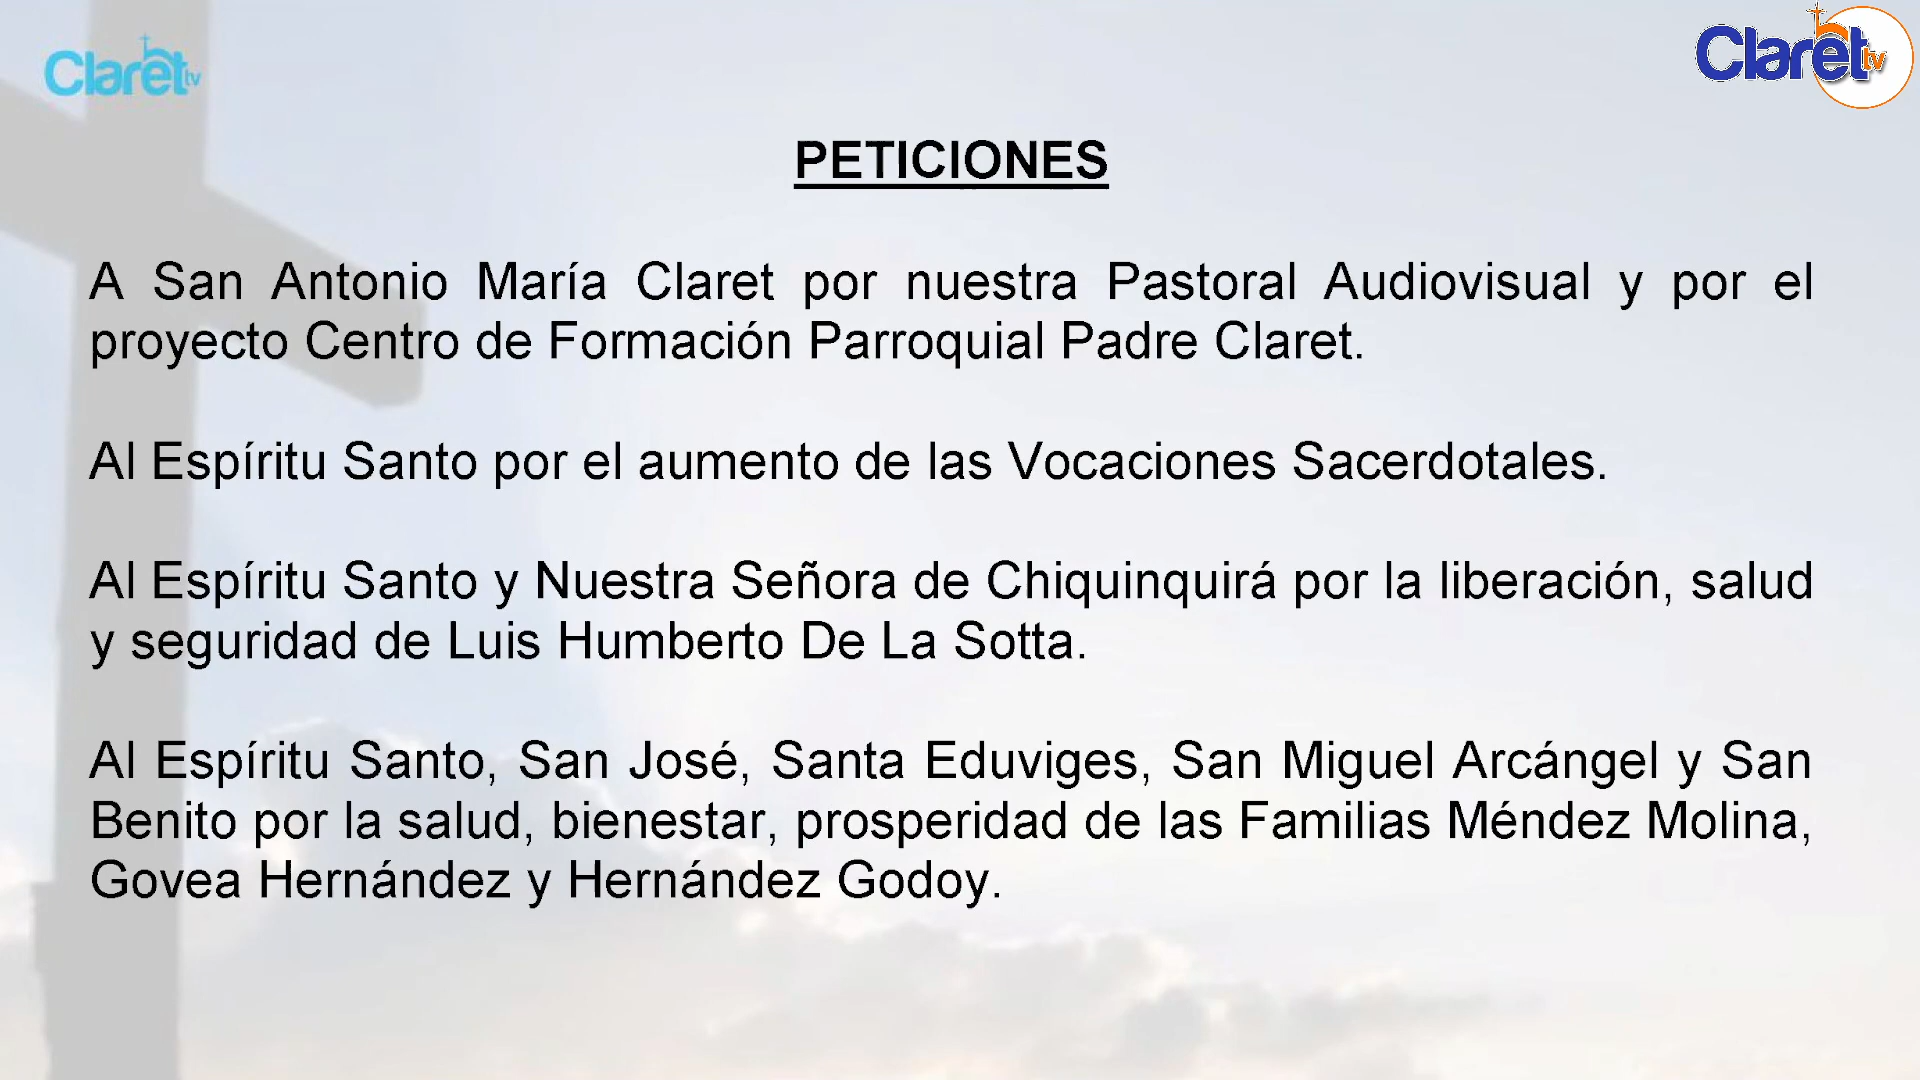 Claret tv
Claret tv
PETICIONES
A San Antonio María Claret por nuestra Pastoral Audiovisual y por el
proyecto Centro de Formación Parroquial Padre Claret.
Al Espíritu Santo por el aumento de las Vocaciones Sacerdotales.
Al Espíritu Santo y Nuestra Señora de Chiquinquirá por la liberación, salud
y seguridad de Luis Humberto De La Sotta.
Al Espíritu Santo, San José, Santa Eduviges, San Miguel Arcángel y San
Benito por la salud, bienestar, prosperidad de las Familias Méndez Molina,
Govea Hernández y Hernández Godoy.